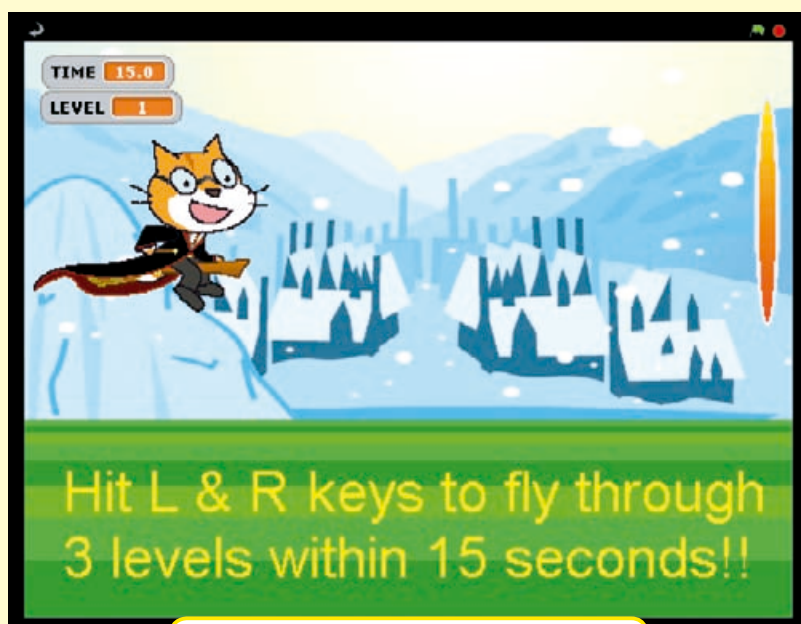 TIME 15.0
LEVEL 1
Hit L & R keys to fly through
3 levels within 15 seconds!!